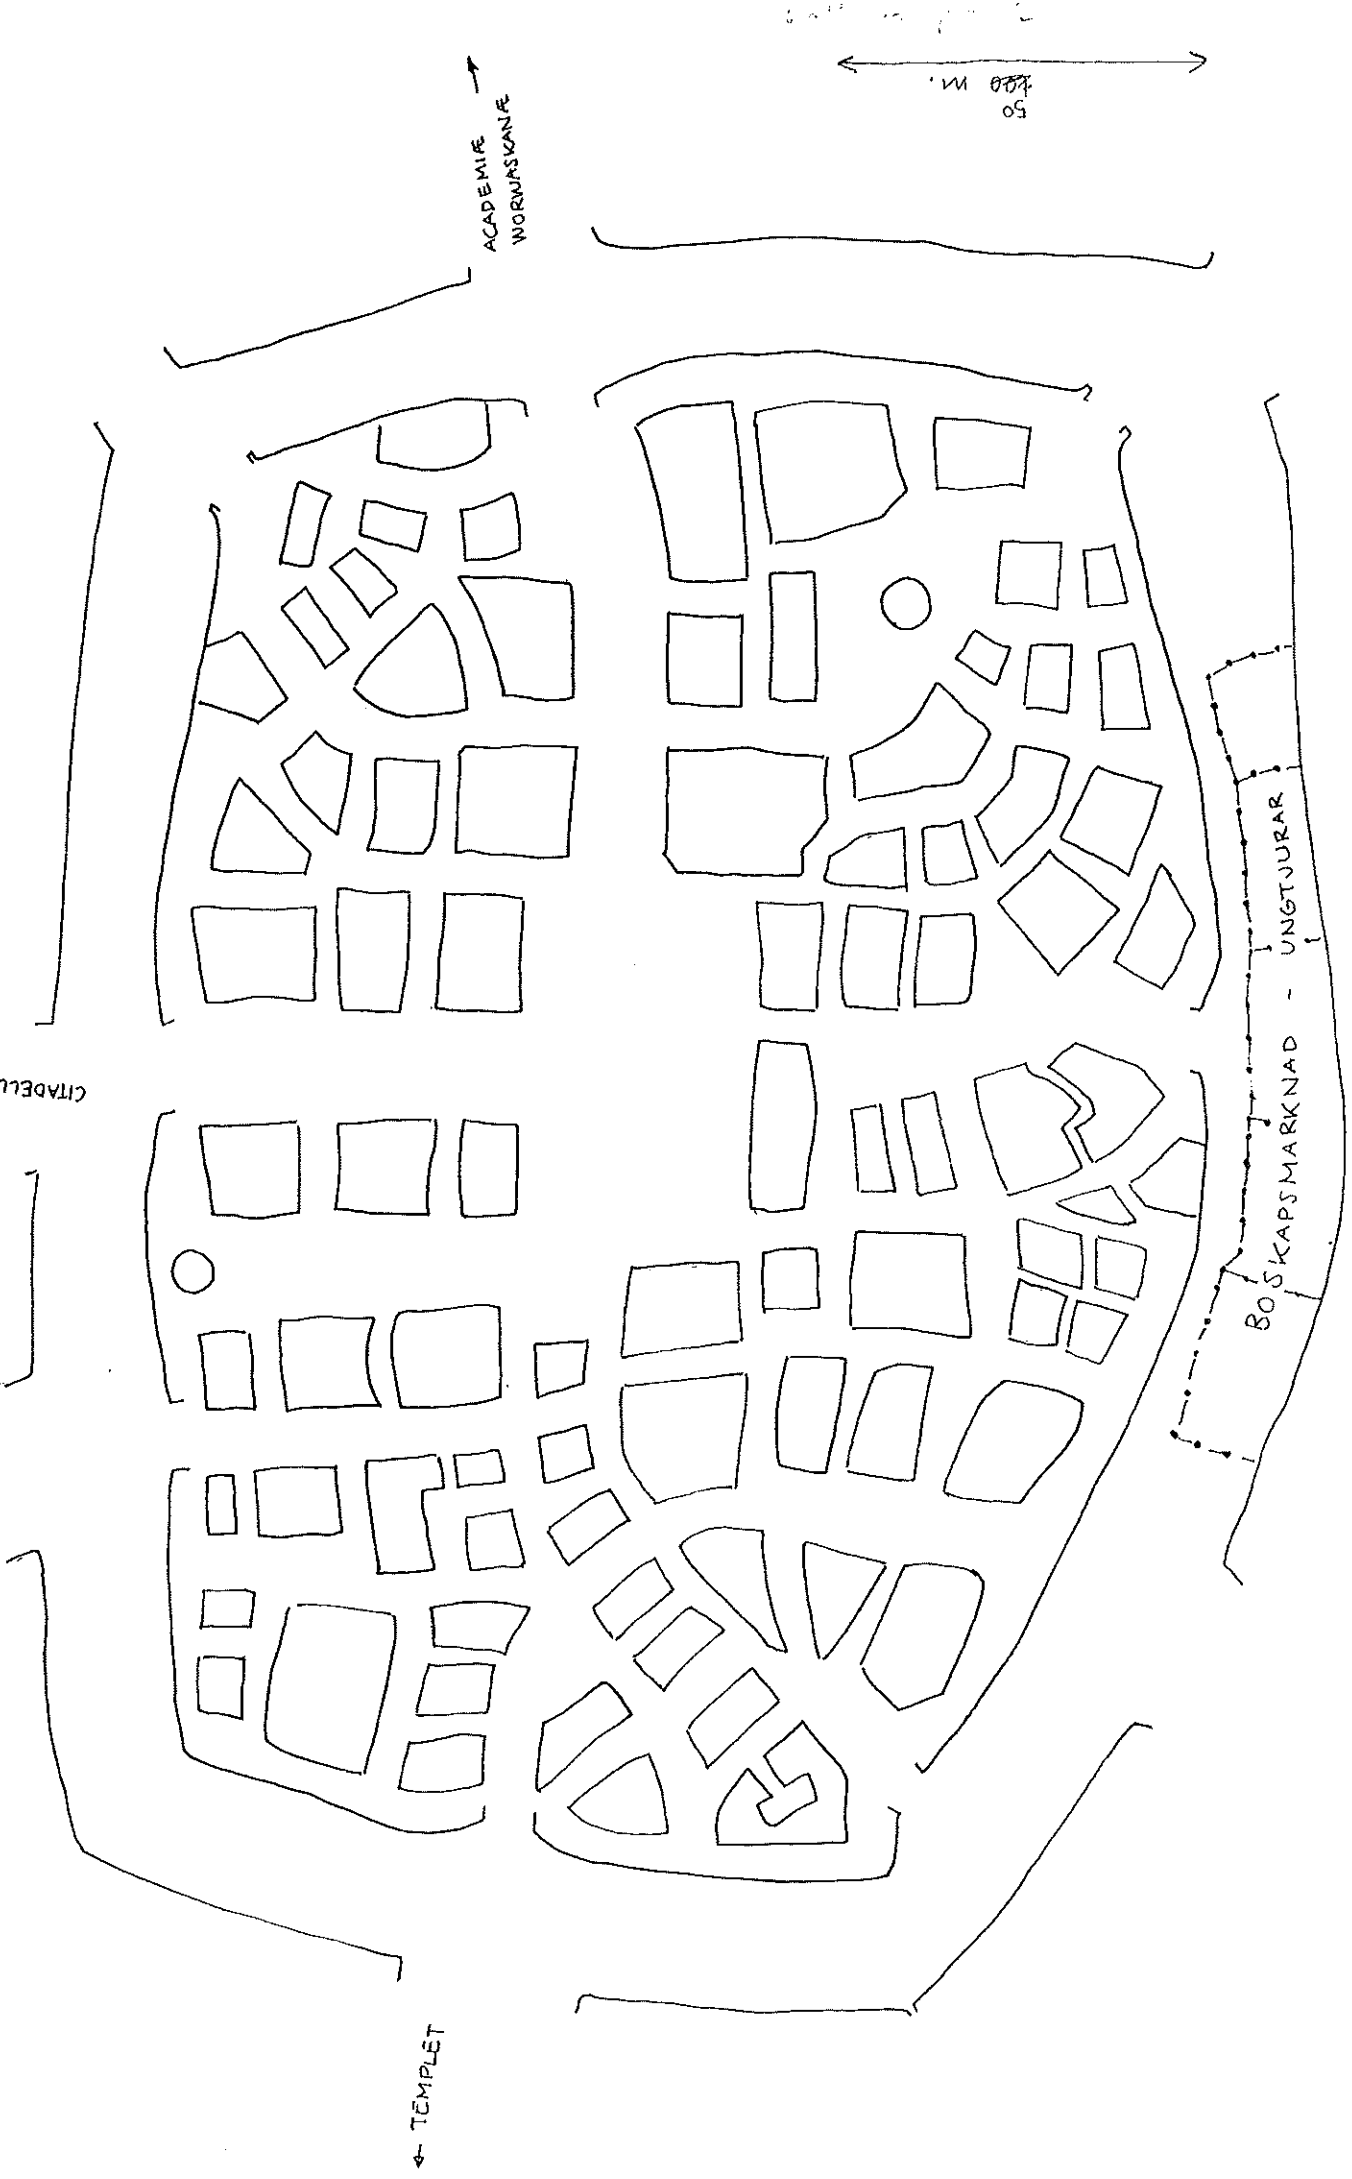 50
100 m.
ACADEMIÆ
WORWASKANÆ
CITADELL
BOSKAPSMARKNAD - UNGTJURAR
← TEMPLET